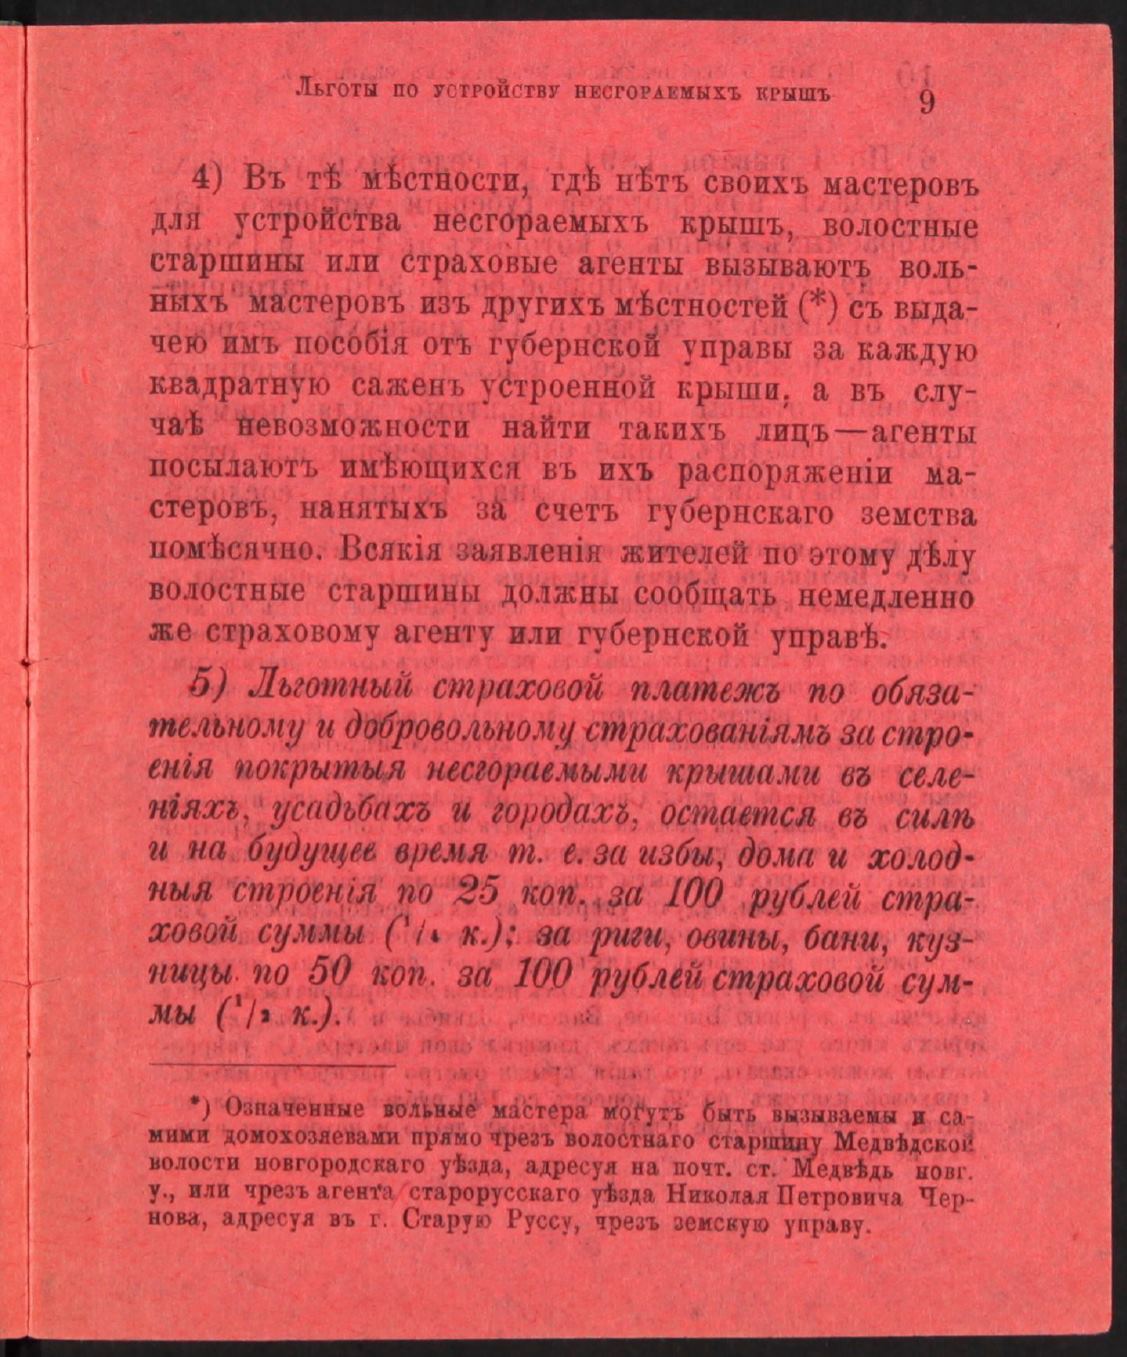 Льготы по устройству несгораемыхъ крышъ
9
4) Въ тѣ мѣстности, гдѣ нѣтъ своихъ мастеровъ
для устройства несгораемыхъ крышъ, волостные
старшины или страховые агенты вызываютъ воль-
ныхъ мастеровъ изъ другихъ мѣстностей (*) съ выда-
чею имъ пособія отъ губернской управы за каждую
квадратную сажень устроенной крыши, а въ слу-
чаѣ невозможности найти такихъ лицъ—агенты
посылаютъ имѣющихся въ ихъ распоряженіи ма-
стеровъ, нанятыхъ за счетъ губернскаго земства
помѣсячно. Всякія заявленія жителей по этому дѣлу
волостные старшины должны сообщать немедленно
же страховому агенту или губернской управѣ.
5) Льготный страховой платежъ по обяза-
тельному и добровольному страхованіямъ за стро-
енія покрытыя несгораемыми крышами въ селе-
ніяхъ, усадьбахъ и городахъ, остается въ силѣ
и на будущее время т. е. за избы, дома и холод-
ныя строенія по 25 коп. за 100 рублей стра-
ховой суммы (1/4 к.); за риги, овины, бани, куз-
ницы по 50 коп. за 100 рублей страховой сум-
мы (1/2 к.).
*) Означенные вольные мастера могутъ быть вызываемы и са-
мими домохозяевами прямо чрезъ волостнаго старшину Медвѣдской
волости новгородскаго уѣзда, адресуя на почт. ст. Медвѣдь новг.
у., или чрезъ агента старорусскаго уѣзда Николая Петровича Чер-
нова, адресуя въ г. Старую Руссу, чрезъ земскую управу.